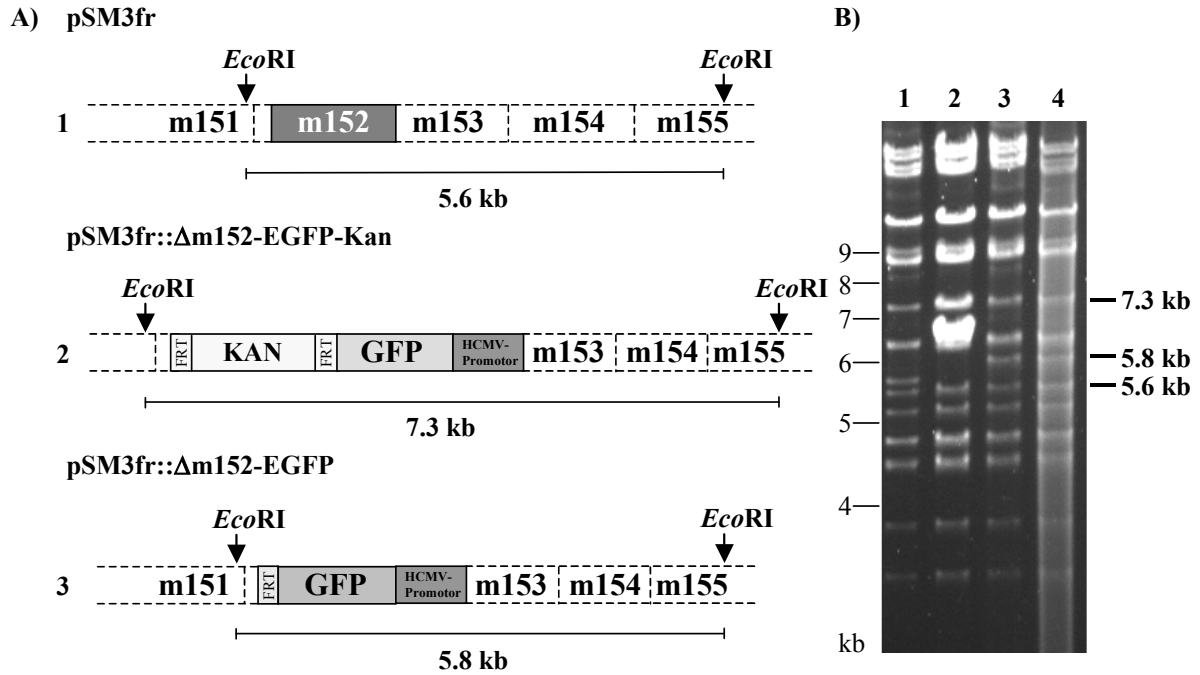 A) pSM3fr
EcoRI EcoRI
1 m151 m152 m153 m154 m155
5.6 kb
pSM3fr::Δm152-EGFP-Kan
EcoRI EcoRI
2 FRT KAN FRT GFP HCMV-Promotor m153 m154 m155
7.3 kb
pSM3fr::Δm152-EGFP
EcoRI EcoRI
3 m151 FRT GFP HCMV-Promotor m153 m154 m155
5.8 kb
B)
1 2 3 4
9
8
7.3 kb
7
5.8 kb
6
5.6 kb
5
4
kb